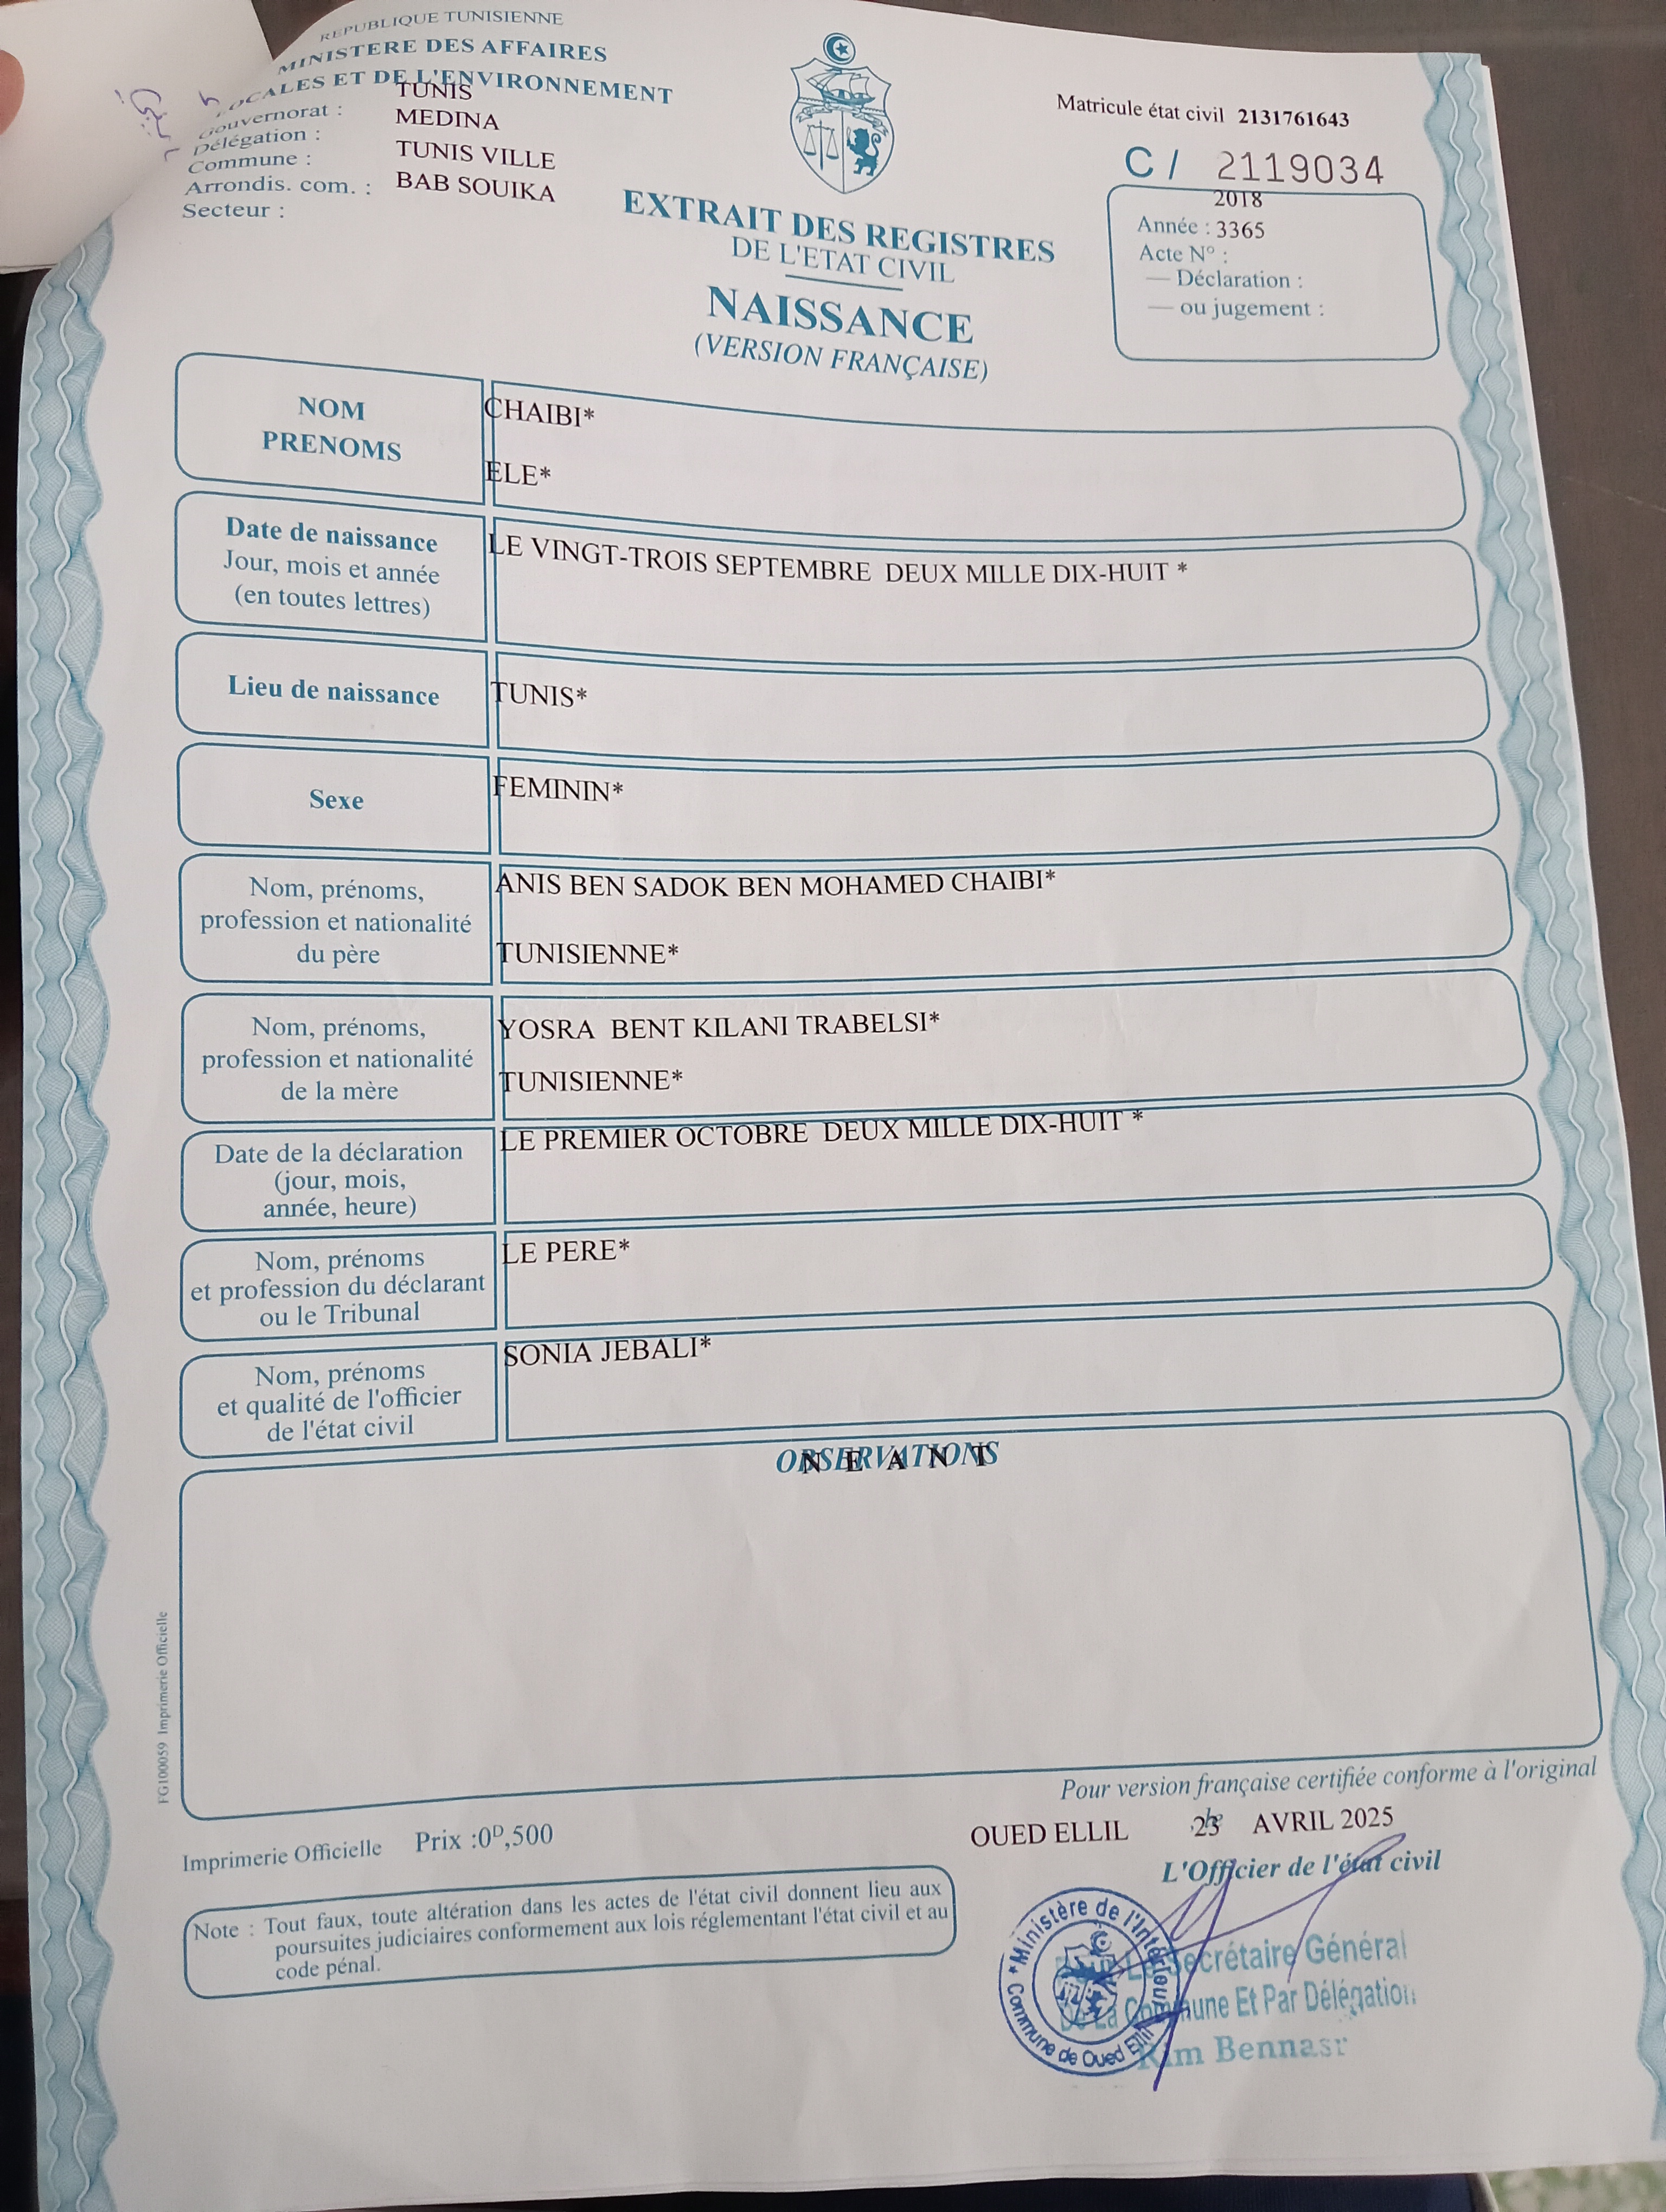 REPUBLIQUE TUNISIENNE
MINISTERE DES AFFAIRES
OCALES ET DE L'ENVIRONNEMENT
Gouvernorat : TUNIS
Délégation : MEDINA
Commune : TUNIS VILLE
Arrondis. com. : BAB SOUIKA
Secteur :
Matricule état civil 2131761643
C / 2119034
2018
Année : 3365
Acte N° :
— Déclaration :
— ou jugement :
EXTRAIT DES REGISTRES
DE L'ETAT CIVIL
NAISSANCE
(VERSION FRANÇAISE)
NOM
PRENOMS
CHAIBI*
ELE*
Date de naissance
Jour, mois et année
(en toutes lettres)
LE VINGT-TROIS SEPTEMBRE DEUX MILLE DIX-HUIT *
Lieu de naissance
TUNIS*
Sexe
FEMININ*
Nom, prénoms,
profession et nationalité
du père
ANIS BEN SADOK BEN MOHAMED CHAIBI*
TUNISIENNE*
Nom, prénoms,
profession et nationalité
de la mère
YOSRA BENT KILANI TRABELSI*
TUNISIENNE*
Date de la déclaration
(jour, mois,
année, heure)
LE PREMIER OCTOBRE DEUX MILLE DIX-HUIT *
Nom, prénoms
et profession du déclarant
ou le Tribunal
LE PERE*
Nom, prénoms
et qualité de l'officier
de l'état civil
SONIA JEBALI*
OBSERVATIONS
N E A N T
FG100059 Imprimerie Officielle
Pour version française certifiée conforme à l'original
OUED ELLIL le 23 AVRIL 2025
L'Officier de l'état civil
Imprimerie Officielle Prix :0ᴰ,500
Note : Tout faux, toute altération dans les actes de l'état civil donnent lieu aux
poursuites judiciaires conformement aux lois réglementant l'état civil et au
code pénal.
*Ministère de l'Intérieur*
Commune de Oued Ellil
Le Secrétaire Général
De La Commune Et Par Délégation
Rim Bennasr